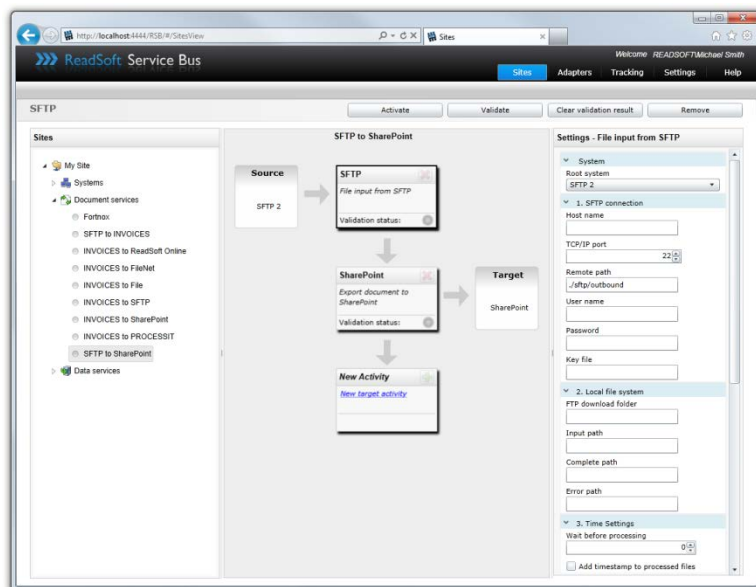 http://localhost:4444/RSB/#/SitesView
Sites
ReadSoft Service Bus
Welcome READSOFT\Michael Smith
Sites Adapters Tracking Settings Help
SFTP
Activate Validate Clear validation result Remove
Sites
My Site
Systems
Document services
Fortnox
SFTP to INVOICES
INVOICES to ReadSoft Online
INVOICES to FileNet
INVOICES to File
INVOICES to SFTP
INVOICES to SharePoint
INVOICES to PROCESSIT
SFTP to SharePoint
Data services
SFTP to SharePoint
Source
SFTP 2
SFTP
File input from SFTP
Validation status:
SharePoint
Export document to
SharePoint
Validation status:
Target
SharePoint
New Activity
New target activity
Settings - File input from SFTP
System
Root system
SFTP 2
1. SFTP connection
Host name
TCP/IP port
22
Remote path
./sftp/outbound
User name
Password
Key file
2. Local file system
FTP download folder
Input path
Complete path
Error path
3. Time Settings
Wait before processing
0
Add timestamp to processed files